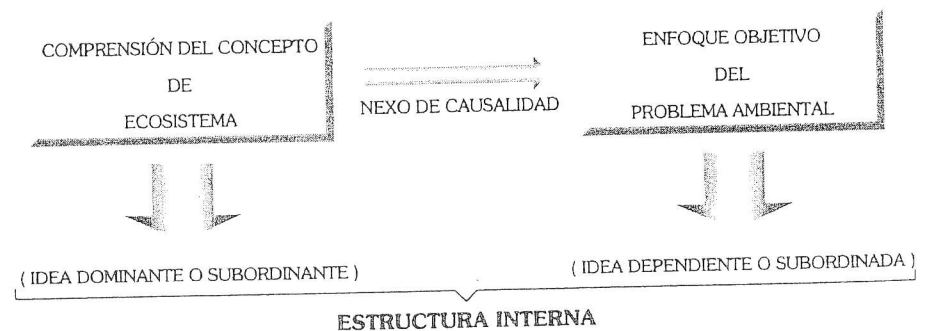 COMPRENSIÓN DEL CONCEPTO
DE
ECOSISTEMA
NEXO DE CAUSALIDAD
ENFOQUE OBJETIVO
DEL
PROBLEMA AMBIENTAL
( IDEA DOMINANTE O SUBORDINANTE )
( IDEA DEPENDIENTE O SUBORDINADA )
ESTRUCTURA INTERNA